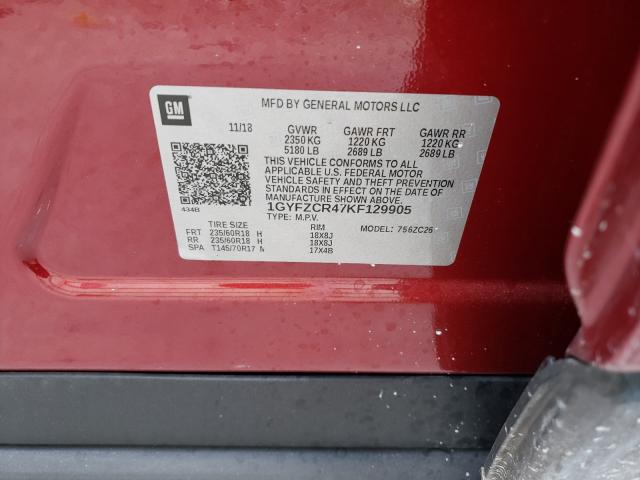 GM
MFD BY GENERAL MOTORS LLC
11/18 GVWR GAWR FRT GAWR RR
2350 KG 1220 KG 1220 KG
5180 LB 2689 LB 2689 LB
THIS VEHICLE CONFORMS TO ALL
APPLICABLE U.S. FEDERAL MOTOR
VEHICLE SAFETY AND THEFT PREVENTION
STANDARDS IN EFFECT ON THE DATE OF
MANUFACTURE SHOWN ABOVE.
434B 1GYFZCR47KF129905
TYPE: M.P.V.
TIRE SIZE RIM MODEL: 756ZC26
FRT 235/60R18 H 18X8J
RR 235/60R18 H 18X8J
SPA T145/70R17 M 17X4B